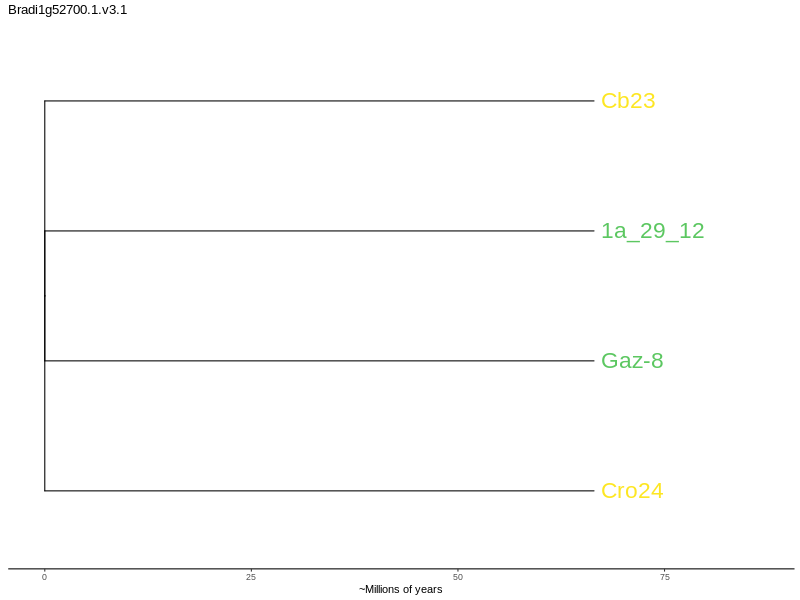 Bradi1g52700.1.v3.1
Cb23
1a_29_12
Gaz-8
Cro24
0 25 50 75
~Millions of years